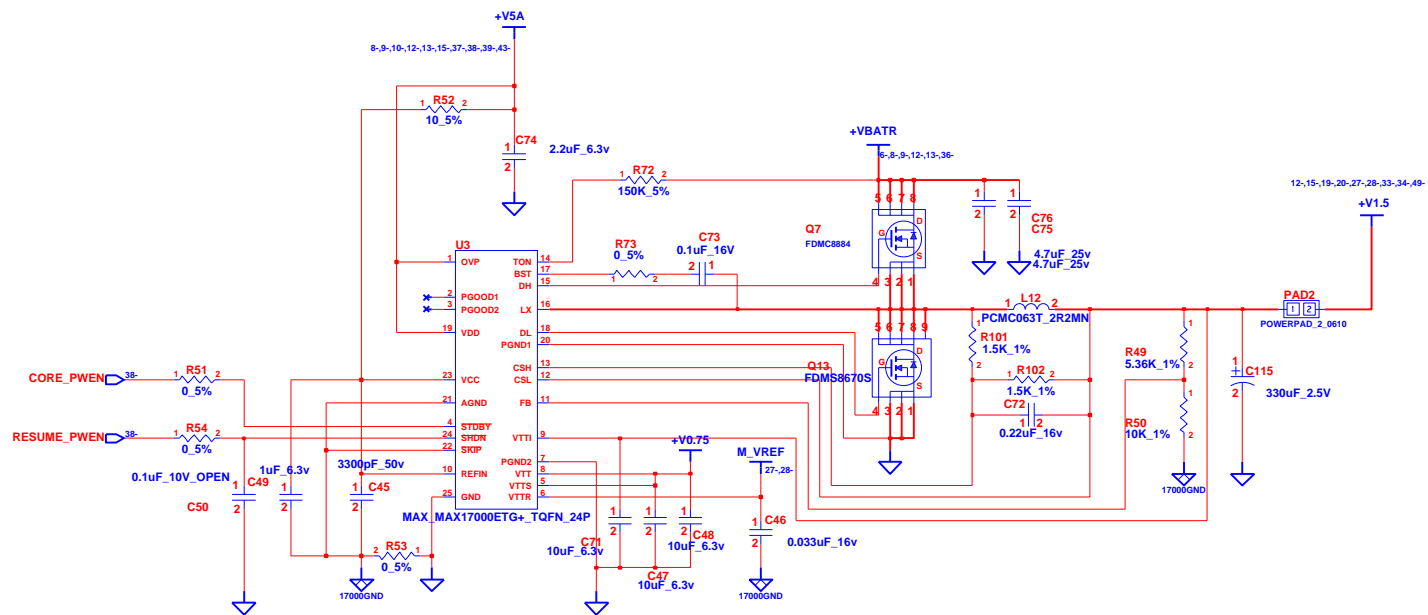 +V5A
8-,9-,10-,12-,13-,15-,37-,38-,39-,43-
1 R52 2
10_5%
C74
1
2
2.2uF_6.3v
+VBATR
6-,8-,9-,12-,13-,36-
R72
1 2
150K_5%
12-,15-,19-,20-,27-,28-,33-,34-,49-
+V1.5
5 6 7 8
Q7
FDMC8884
D
G
S
4 3 2 1
1
2
1
2
C76
C75
4.7uF_25v
4.7uF_25v
R73
0_5%
1 2
C73
0.1uF_16V
2 1
U3
1 OVP
2 PGOOD1
3 PGOOD2
19 VDD
23 VCC
21 AGND
4 STDBY
24 SHDN
22 SKIP
10 REFIN
25 GND
TON 14
BST 17
DH 15
LX 16
DL 18
PGND1 20
CSH 13
CSL 12
FB 11
VTTI 9
PGND2 7
VTT 8
VTTS 5
VTTR 6
MAX_MAX17000ETG+_TQFN_24P
L12
1 2
PCMC063T_2R2MN
PAD2
1 2
POWERPAD_2_0610
5 6 7 8 9
Q13
FDMS8670S
D
G
S
4 3 2 1
1
R101
1.5K_1%
2
1 R102 2
1.5K_1%
C72
1 2
0.22uF_16v
1
R49
5.36K_1%
2
1
R50
10K_1%
2
17000GND
1
C115
2
330uF_2.5V
CORE_PWEN 38-
1 R51 2
0_5%
RESUME_PWEN 38-
1 R54 2
0_5%
0.1uF_10V_OPEN
1
2
C50
C49
1uF_6.3v
1
2
3300pF_50v
1 C45
2
2 R53 1
0_5%
17000GND
+V0.75
M_VREF
27-,28-
1
2
C71
10uF_6.3v
1
2
C47
10uF_6.3v
1
2
C48
10uF_6.3v
1 C46
2
0.033uF_16v
17000GND